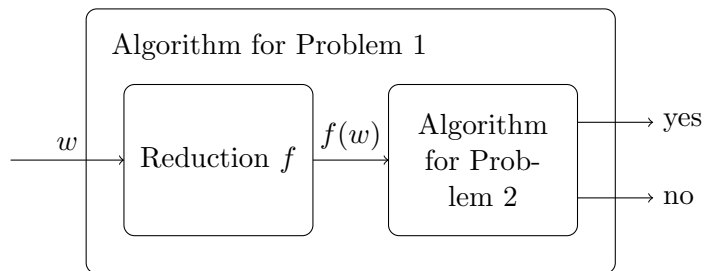 Algorithm for Problem 1
w
Reduction f
f(w)
Algorithm
for Prob-
lem 2
yes
no